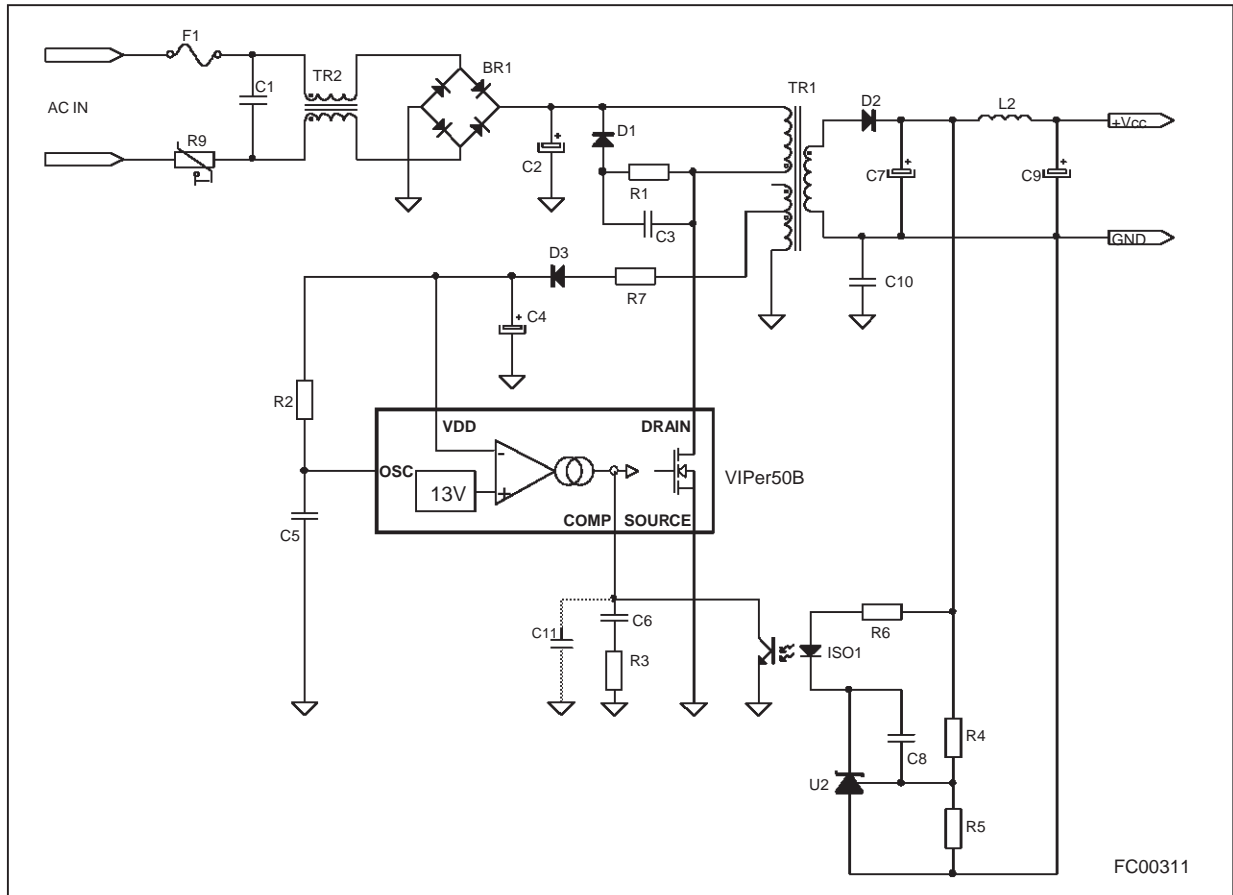 F1
BR1
TR2
C1
TR1
D2
L2
+Vcc
AC IN
R9
T°
D1
+
C2
R1
C3
+
C7
+
C9
GND
D3
R7
C10
+
C4
R2
VDD
DRAIN
OSC
-
13V
+
VIPer50B
C5
COMP
SOURCE
C11
C6
R3
R6
ISO1
R4
C8
U2
R5
FC00311